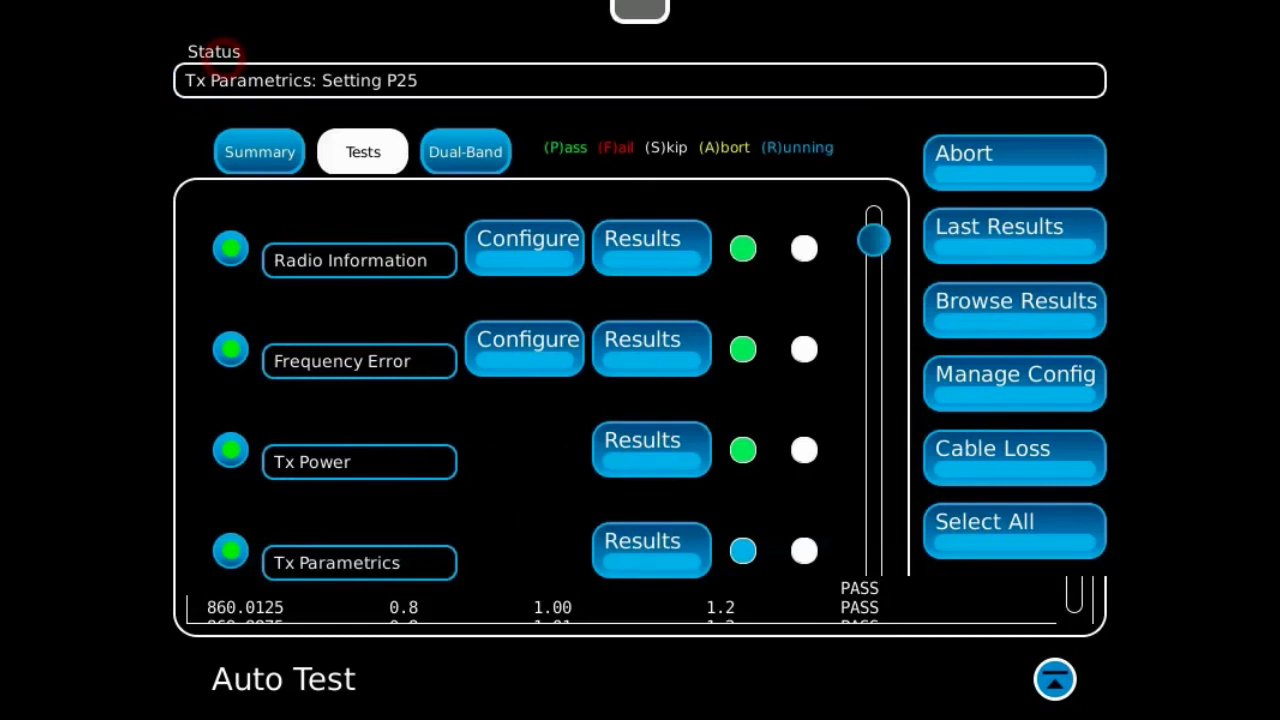 Status
Tx Parametrics: Setting P25
Summary Tests Dual-Band (P)ass (F)ail (S)kip (A)bort (R)unning
Abort
Last Results
Browse Results
Manage Config
Cable Loss
Select All
Radio Information Configure Results
Frequency Error Configure Results
Tx Power Results
Tx Parametrics Results
PASS
860.0125 0.8 1.00 1.2 PASS
Auto Test